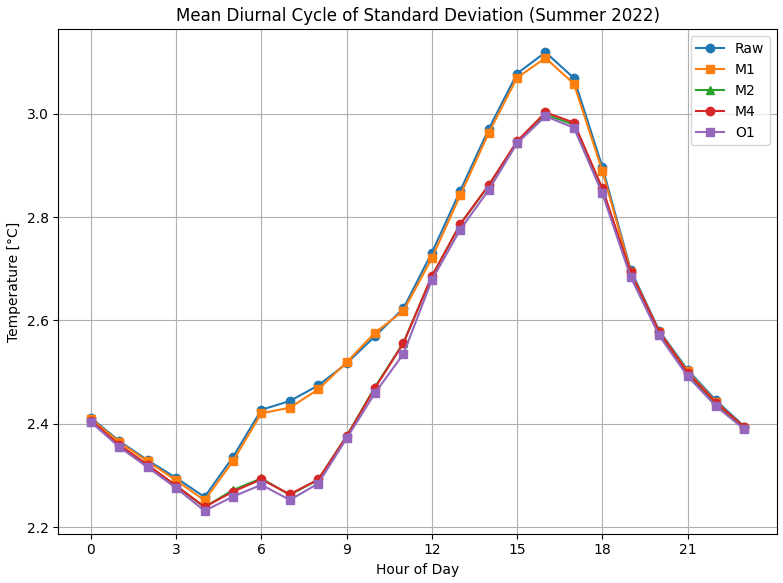 Mean Diurnal Cycle of Standard Deviation (Summer 2022)
Raw
M1
M2
M4
O1
Temperature [°C]
3.0
2.8
2.6
2.4
2.2
0 3 6 9 12 15 18 21
Hour of Day